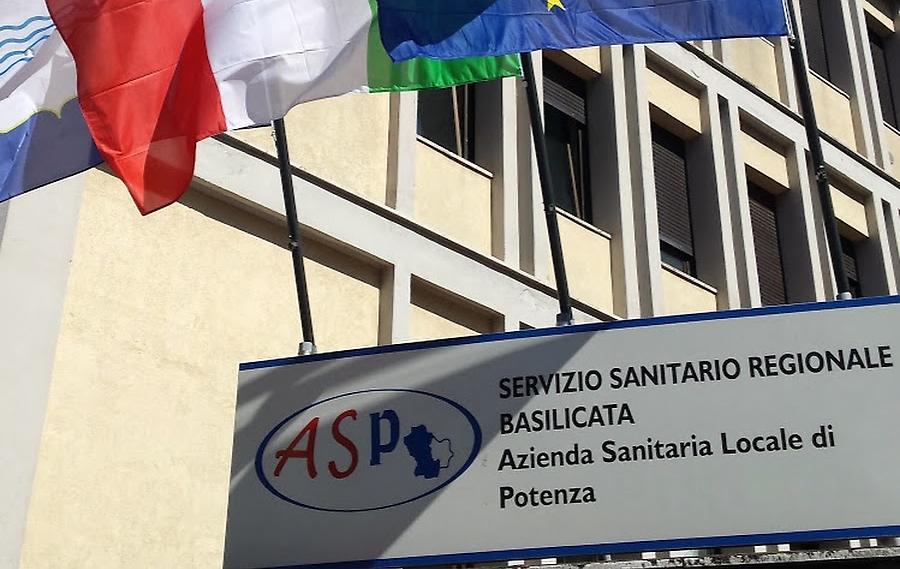 ASP
SERVIZIO SANITARIO REGIONALE
BASILICATA
Azienda Sanitaria Locale di
Potenza